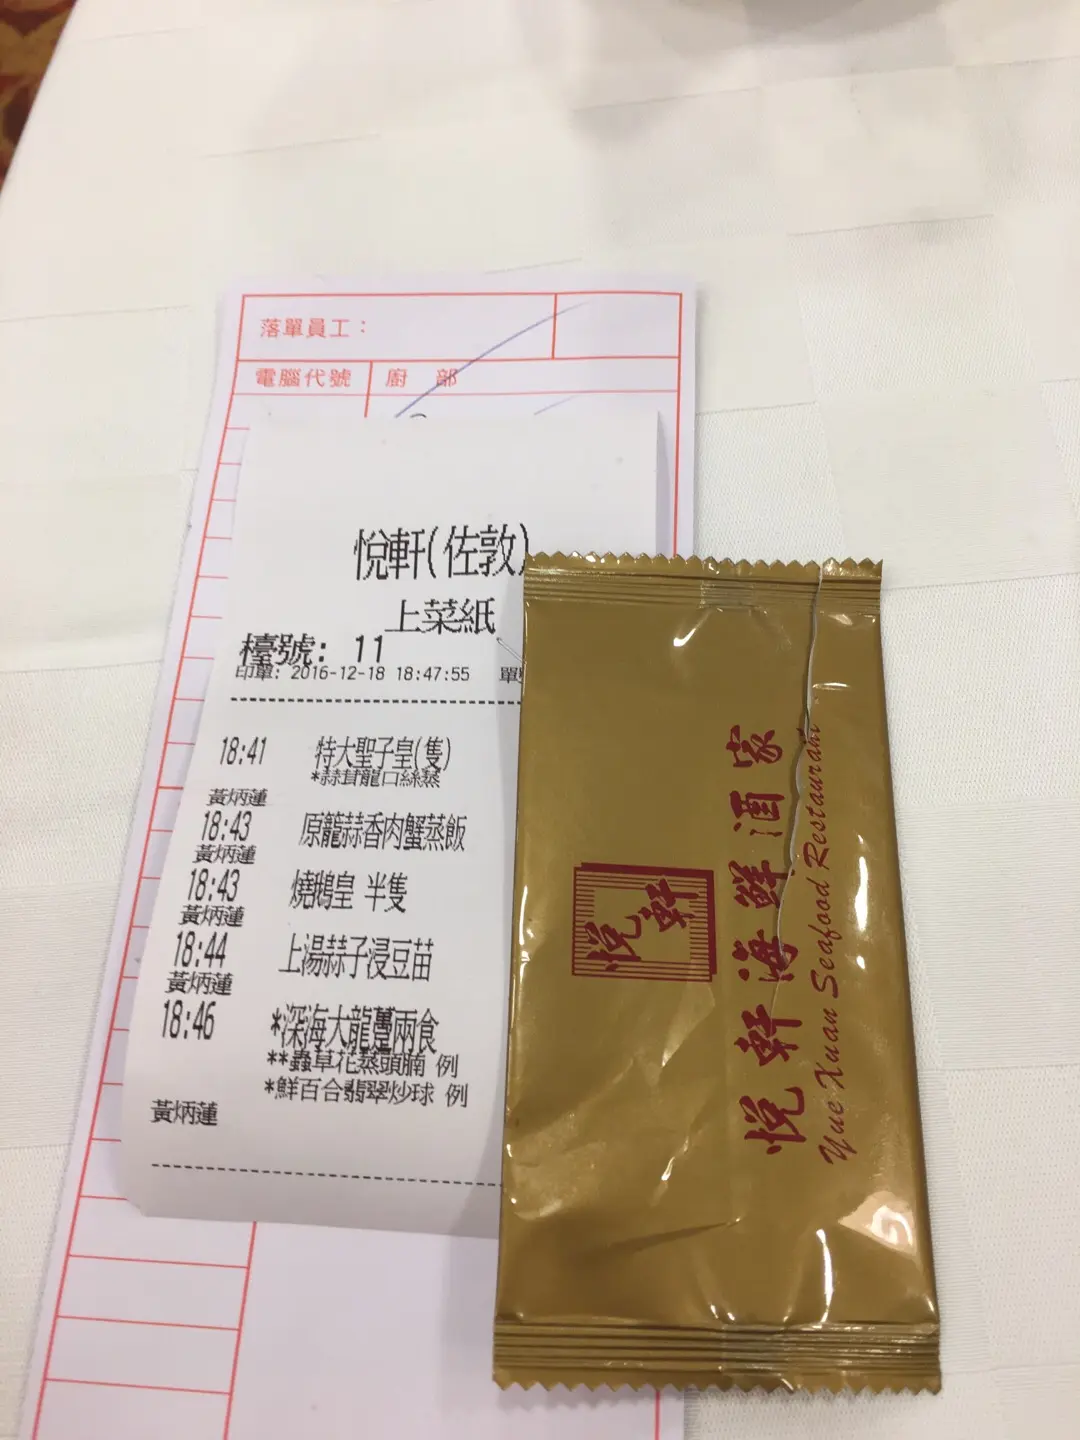 落單員工：
電腦代號 廚 部
悅軒(佐敦)
上菜紙
檯號: 11
印單: 2016-12-18 18:47:55 單
18:41 特大聖子皇(隻)
*蒜茸龍口絲蒸
黃炳蓮
18:43 原籠蒜香肉蟹蒸飯
黃炳蓮
18:43 燒鵝皇 半隻
黃炳蓮
18:44 上湯蒜子浸豆苗
黃炳蓮
18:46 *深海大龍躉兩食
**蟲草花蒸頭腩 例
*鮮百合翡翠炒球 例
黃炳蓮
悅軒
悅軒海鮮酒家
Yue Xuan Seafood Restaurant